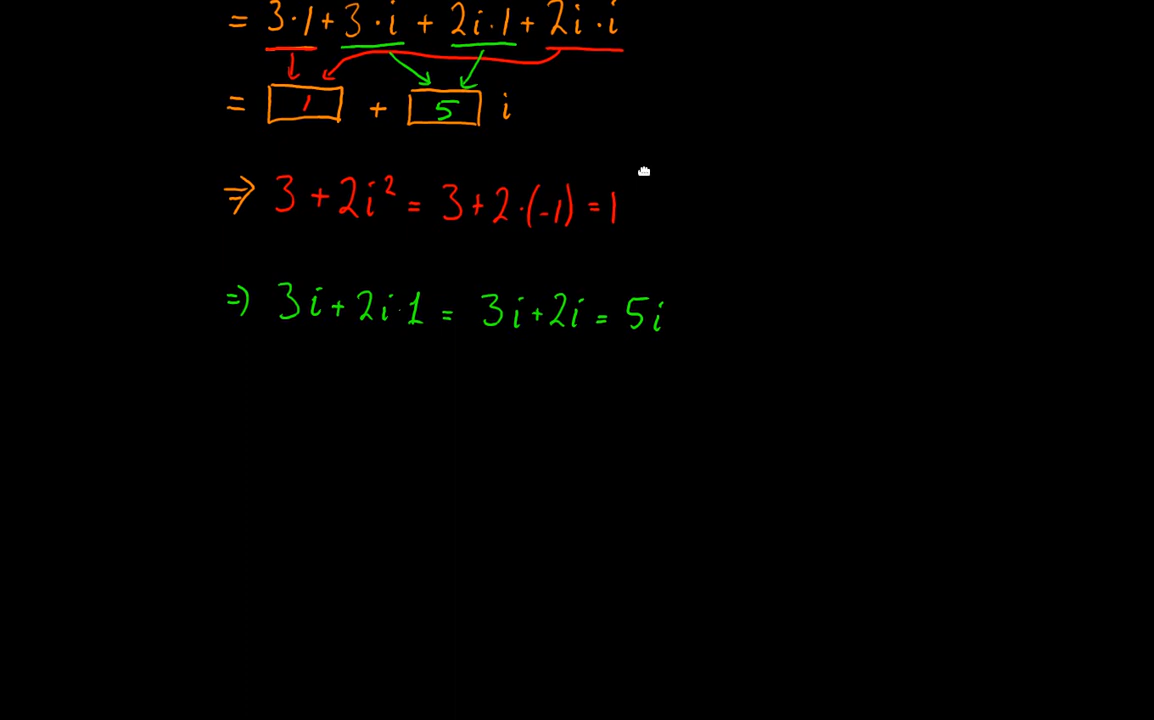 = 3·1 + 3·i + 2i·1 + 2i·i
= 1 + 5 i
⇒ 3 + 2i² = 3 + 2·(-1) = 1
⇒ 3i + 2i·1 = 3i + 2i = 5i